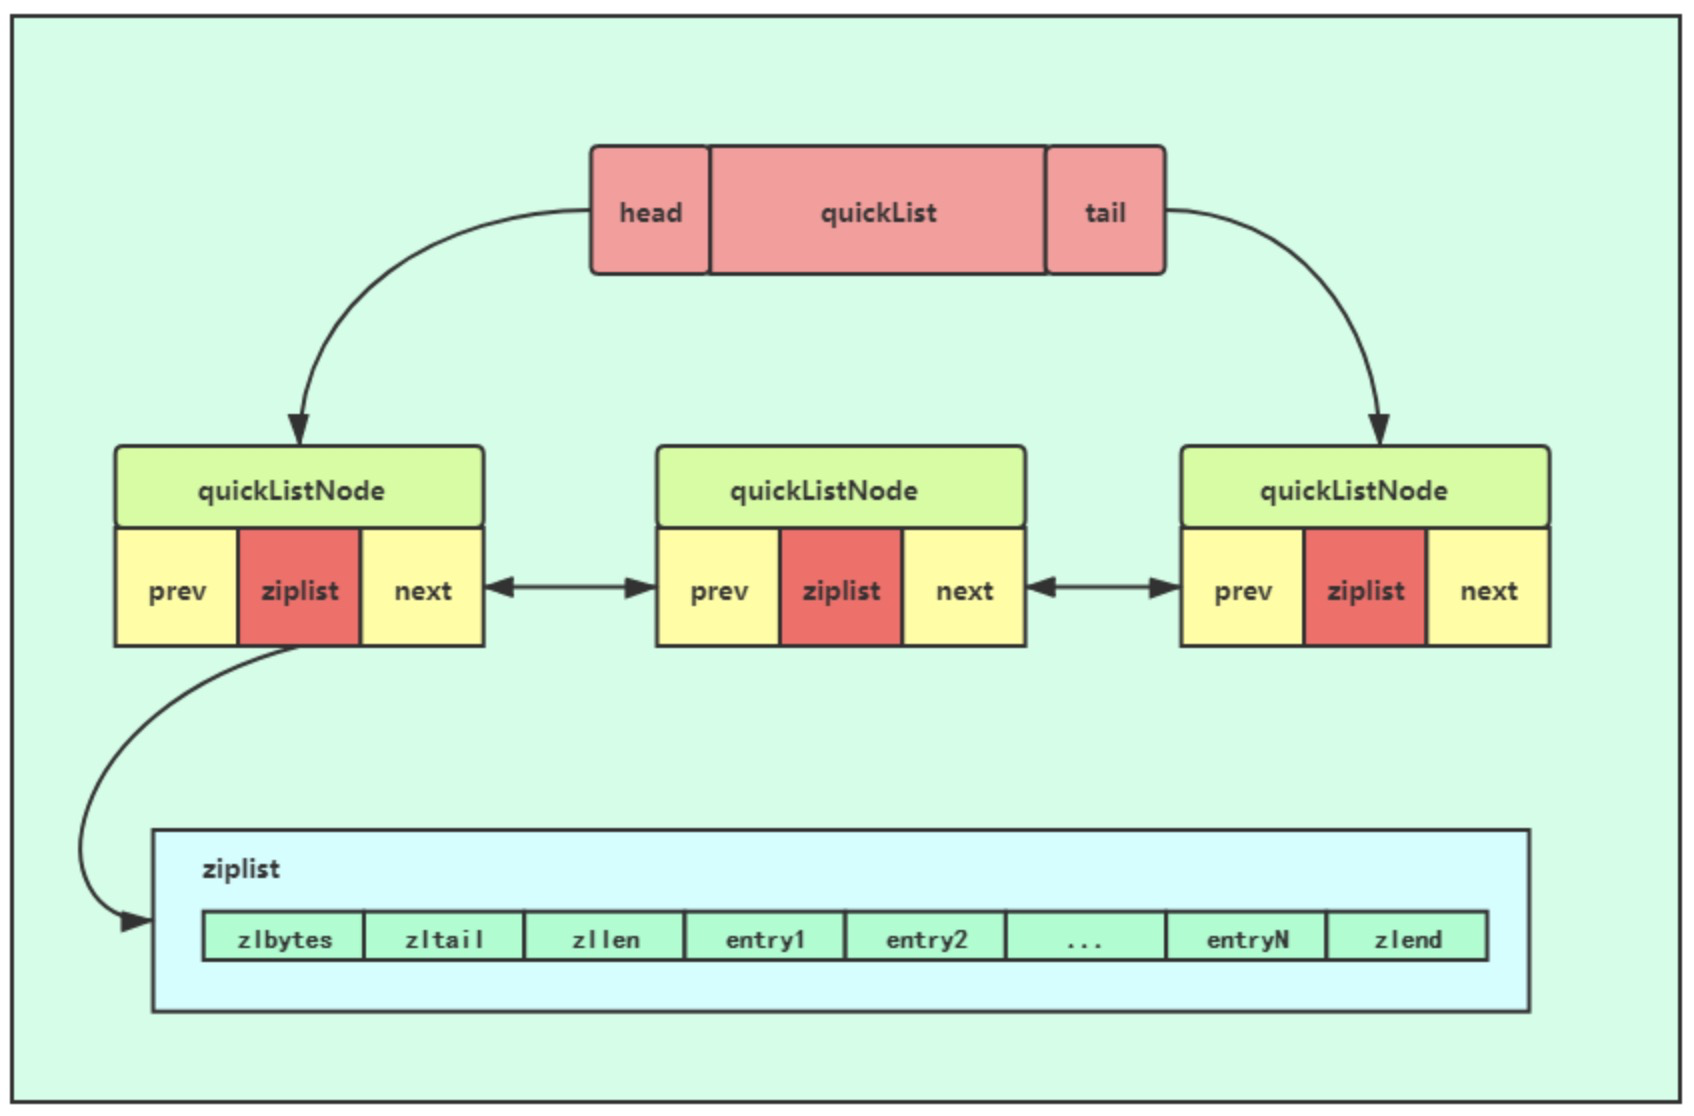 head quickList tail
quickListNode quickListNode quickListNode
prev ziplist next prev ziplist next prev ziplist next
ziplist
zlbytes zltail zllen entry1 entry2 ... entryN zlend